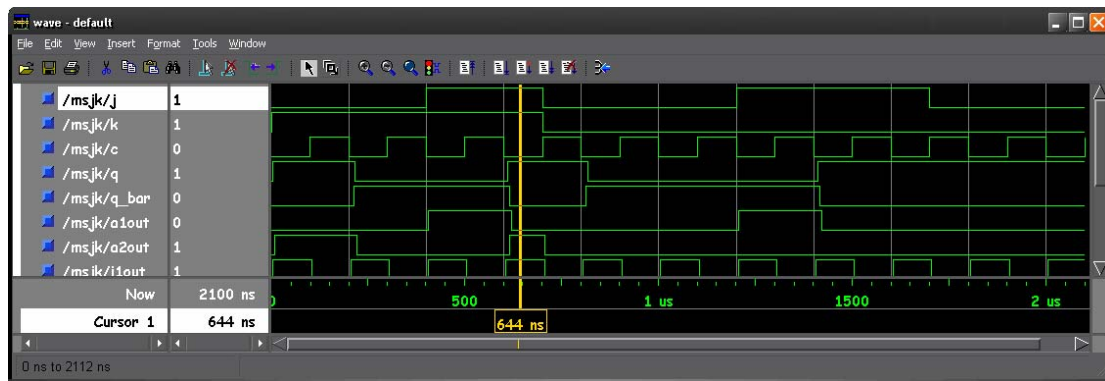 wave - default
File Edit View Insert Format Tools Window
/msjk/j 1
/msjk/k 1
/msjk/c 0
/msjk/q 1
/msjk/q_bar 0
/msjk/a1out 0
/msjk/a2out 1
/msjk/i1out 1
Now 2100 ns 500 1 us 1500 2 us
Cursor 1 644 ns 644 ns
0 ns to 2112 ns